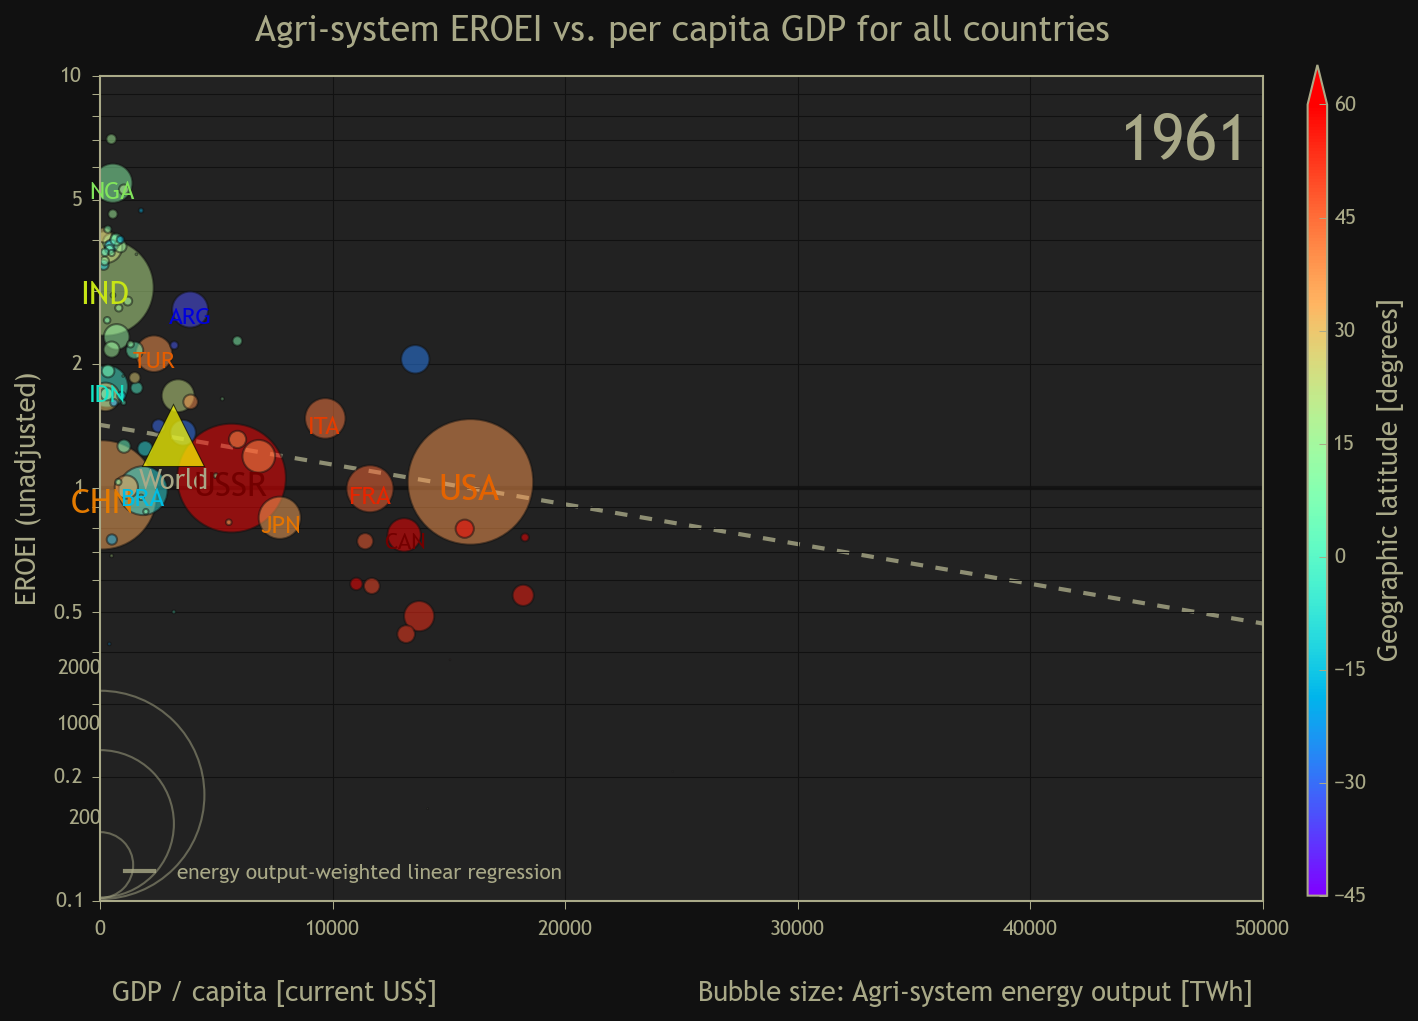 Agri-system EROEI vs. per capita GDP for all countries
1961
10
5
2
1
0.5
0.2
0.1
EROEI (unadjusted)
NGA
IND
ARG
TUR
IDN
ITA
World
USSR
CHN
BRA
FRA
USA
JPN
CAN
2000
1000
200
energy output-weighted linear regression
0
10000
20000
30000
40000
50000
GDP / capita [current US$]
Bubble size: Agri-system energy output [TWh]
60
45
30
15
0
−15
−30
−45
Geographic latitude [degrees]